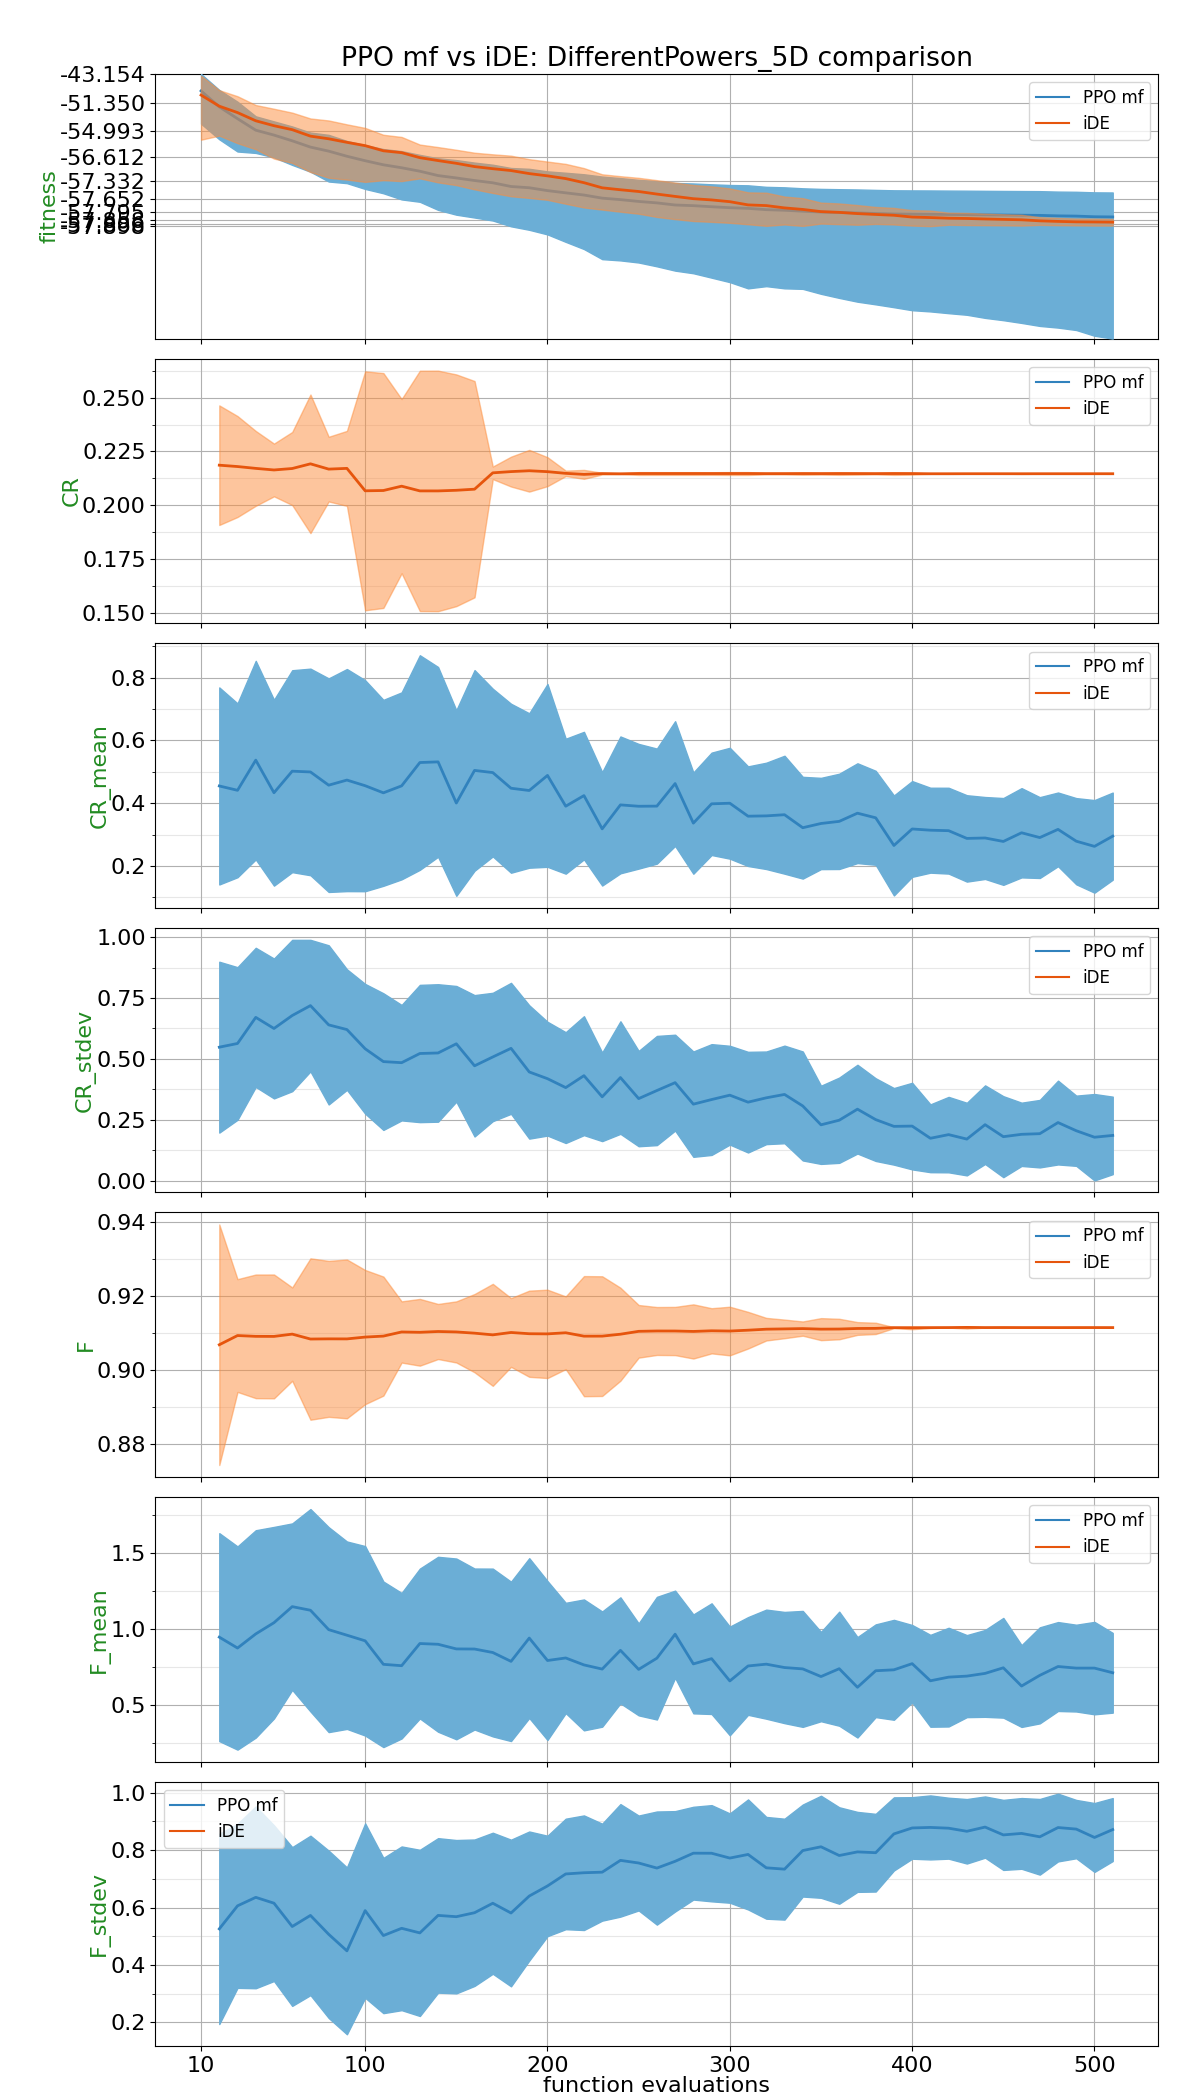 PPO mf vs iDE: DifferentPowers_5D comparison
-43.154
-51.350
-54.993
-56.612
-57.332
-57.652
fitness
PPO mf
iDE
0.250
0.225
0.200
0.175
0.150
CR
PPO mf
iDE
0.8
0.6
0.4
0.2
CR_mean
PPO mf
iDE
1.00
0.75
0.50
0.25
0.00
CR_stdev
PPO mf
iDE
0.94
0.92
0.90
0.88
F
PPO mf
iDE
1.5
1.0
0.5
F_mean
PPO mf
iDE
1.0
0.8
0.6
0.4
0.2
F_stdev
PPO mf
iDE
10 100 200 300 400 500
function evaluations